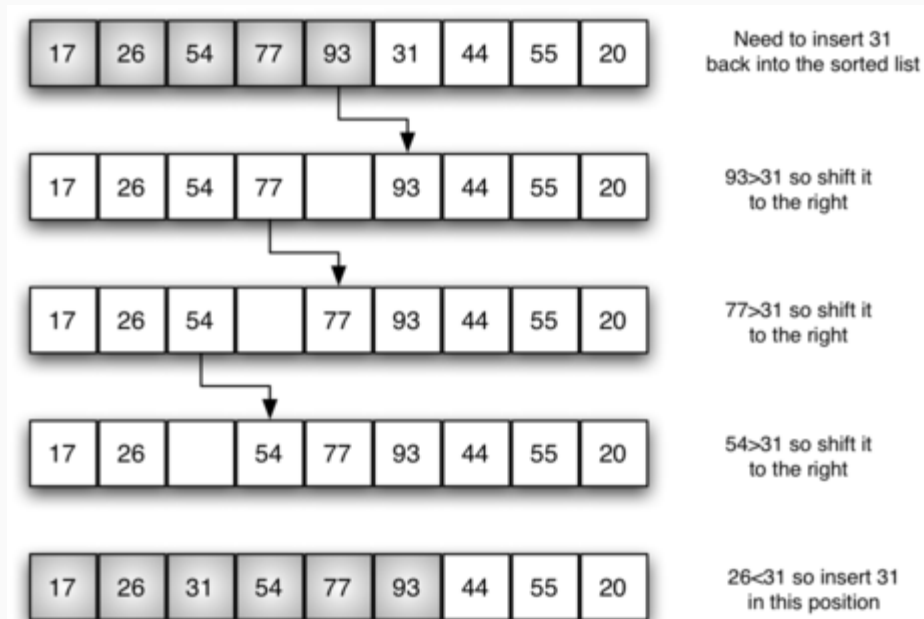 17 26 54 77 93 31 44 55 20
Need to insert 31
back into the sorted list
17 26 54 77 93 44 55 20
93>31 so shift it
to the right
17 26 54 77 93 44 55 20
77>31 so shift it
to the right
17 26 54 77 93 44 55 20
54>31 so shift it
to the right
17 26 31 54 77 93 44 55 20
26<31 so insert 31
in this position